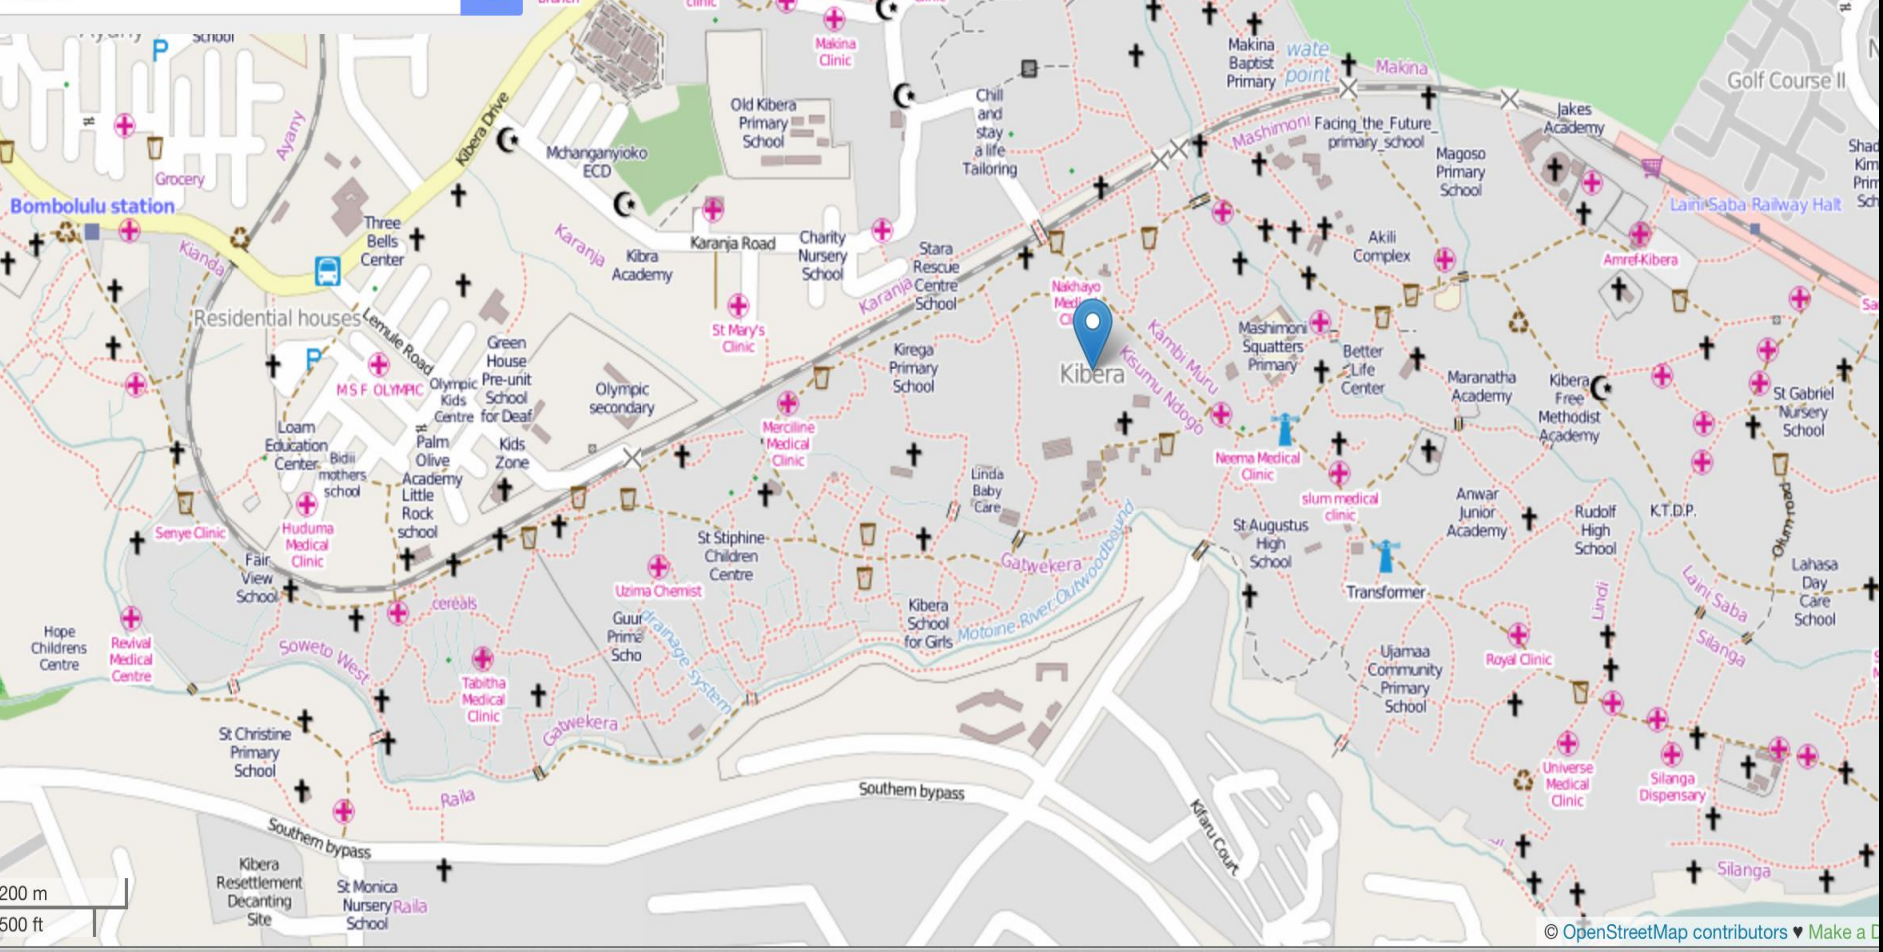 School
Clinic
Makina
Clinic
Makina
Baptist
Primary
wate
point
Makina
Golf Course II
Ayany
Kibera Drive
Old Kibera
Primary
School
Chill
and
stay
a life
Tailoring
Mashimoni
Facing_the_Future_
primary_school
Jakes
Academy
Magoso
Primary
School
Mchanganyioko
ECD
Grocery
Bombolulu station
Kianda
Three
Bells
Center
Karanja
Kibra
Academy
Karanja Road
Charity
Nursery
School
Stara
Rescue
Centre
School
Karanja
Akili
Complex
Laini Saba Railway Halt
Amref-Kibera
Residential houses
Lemule Road
St Mary's
Clinic
Nakhayo
Kibera
Kisumu Ndogo
Kambi Muru
Mashimoni
Squatters
Primary
Better
Life
Center
Maranatha
Academy
Kibera
Free
Methodist
Academy
St Gabriel
Nursery
School
Green
House
Pre-unit
School
for Deaf
Olympic
Kids
Centre
M S F OLYMPIC
Olympic
secondary
Kirega
Primary
School
Loam
Education
Center
Bidii
mothers
school
Palm
Olive
Academy
Little
Rock
school
Kids
Zone
Merciline
Medical
Clinic
Neema Medical
Clinic
slum medical
clinic
Linda
Baby
Care
Anwar
Junior
Academy
Rudolf
High
School
K.T.D.P.
Senye Clinic
Huduma
Medical
Clinic
Fair
View
School
St Stiphine
Children
Centre
Gatwekera
St Augustus
High
School
Transformer
Lahasa
Day
Care
School
Uzima Chemist
cereals
Kibera
School
for Girls
Motoine River;Outwoodbound
drainage system
Lindi
Laini Saba
Silanga
Hope
Childrens
Centre
Revival
Medical
Centre
Soweto West
Tabitha
Medical
Clinic
Gatwekera
Ujamaa
Community
Primary
School
Royal Clinic
St Christine
Primary
School
Raila
Southern bypass
Southern bypass
Kifaru Court
Universe
Medical
Clinic
Silanga
Dispensary
Silanga
Kibera
Resettlement
Decanting
Site
St Monica
Nursery
School
Raila
200 m
500 ft
© OpenStreetMap contributors ♥ Make a D